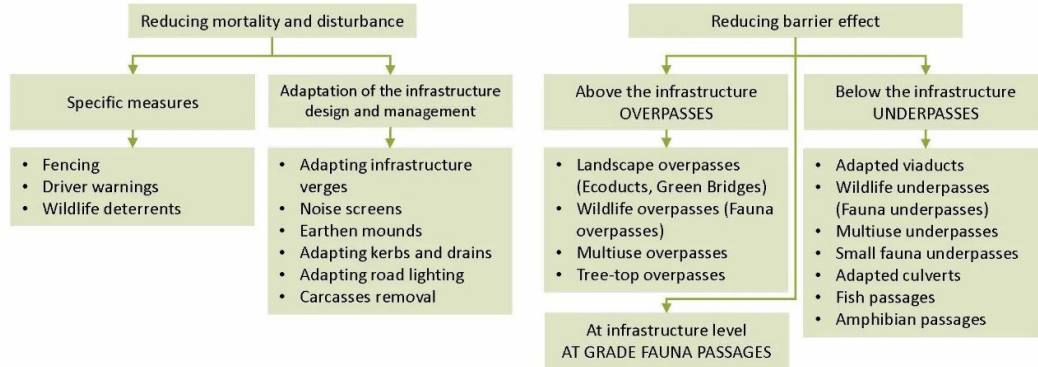 Reducing mortality and disturbance
Specific measures
• Fencing
• Driver warnings
• Wildlife deterrents
Adaptation of the infrastructure
design and management
• Adapting infrastructure
verges
• Noise screens
• Earthen mounds
• Adapting kerbs and drains
• Adapting road lighting
• Carcasses removal
Reducing barrier effect
Above the infrastructure
OVERPASSES
• Landscape overpasses
(Ecoducts, Green Bridges)
• Wildlife overpasses (Fauna
overpasses)
• Multiuse overpasses
• Tree-top overpasses
Below the infrastructure
UNDERPASSES
• Adapted viaducts
• Wildlife underpasses
(Fauna underpasses)
• Multiuse underpasses
• Small fauna underpasses
• Adapted culverts
• Fish passages
• Amphibian passages
At infrastructure level
AT GRADE FAUNA PASSAGES